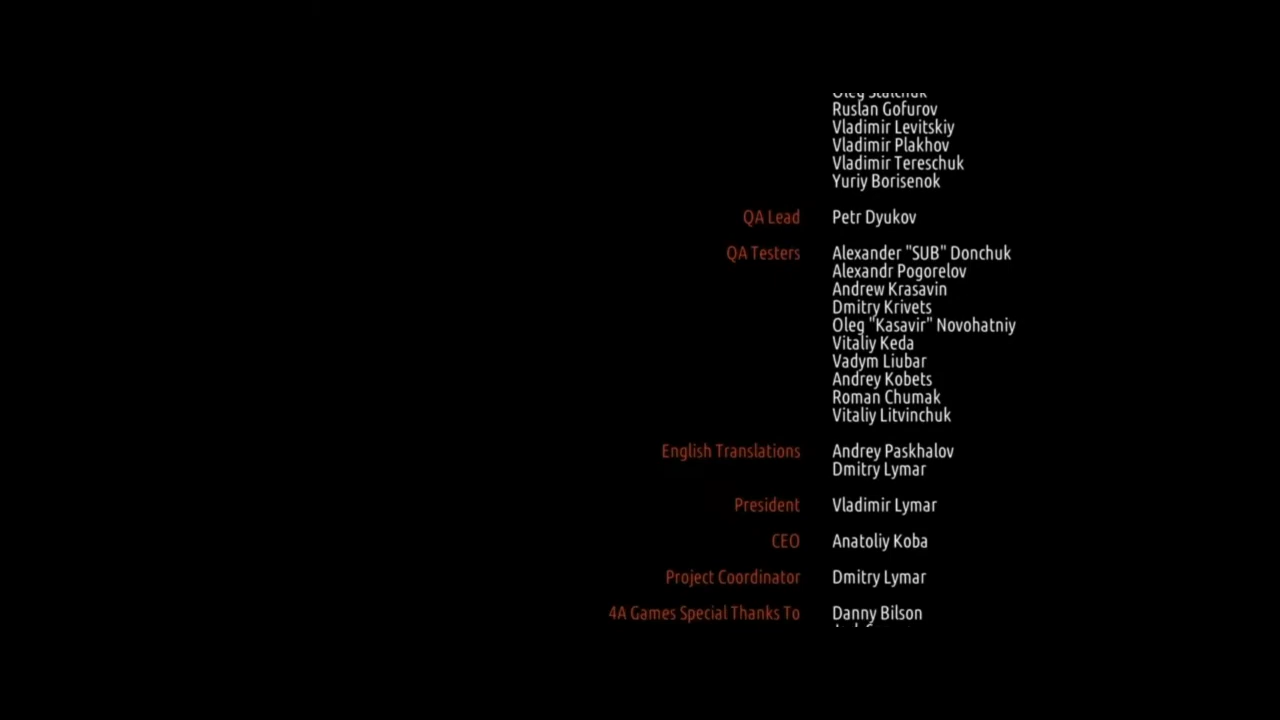 Ruslan Gofurov
Vladimir Levitskiy
Vladimir Plakhov
Vladimir Tereschuk
Yuriy Borisenok
QA Lead Petr Dyukov
QA Testers Alexander "SUB" Donchuk
Alexandr Pogorelov
Andrew Krasavin
Dmitry Krivets
Oleg "Kasavir" Novohatniy
Vitaliy Keda
Vadym Liubar
Andrey Kobets
Roman Chumak
Vitaliy Litvinchuk
English Translations Andrey Paskhalov
Dmitry Lymar
President Vladimir Lymar
CEO Anatoliy Koba
Project Coordinator Dmitry Lymar
4A Games Special Thanks To Danny Bilson